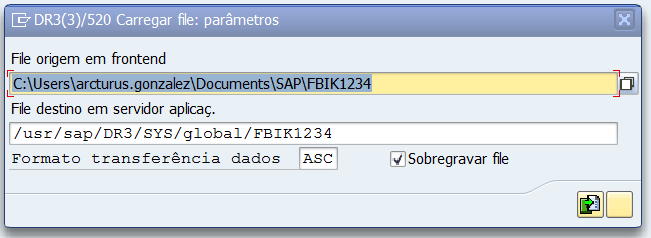 DR3(3)/520 Carregar file: parâmetros
File origem em frontend
C:\Users\arcturus.gonzalez\Documents\SAP\FBIK1234
File destino em servidor aplicaç.
/usr/sap/DR3/SYS/global/FBIK1234
Formato transferência dados ASC Sobregravar file